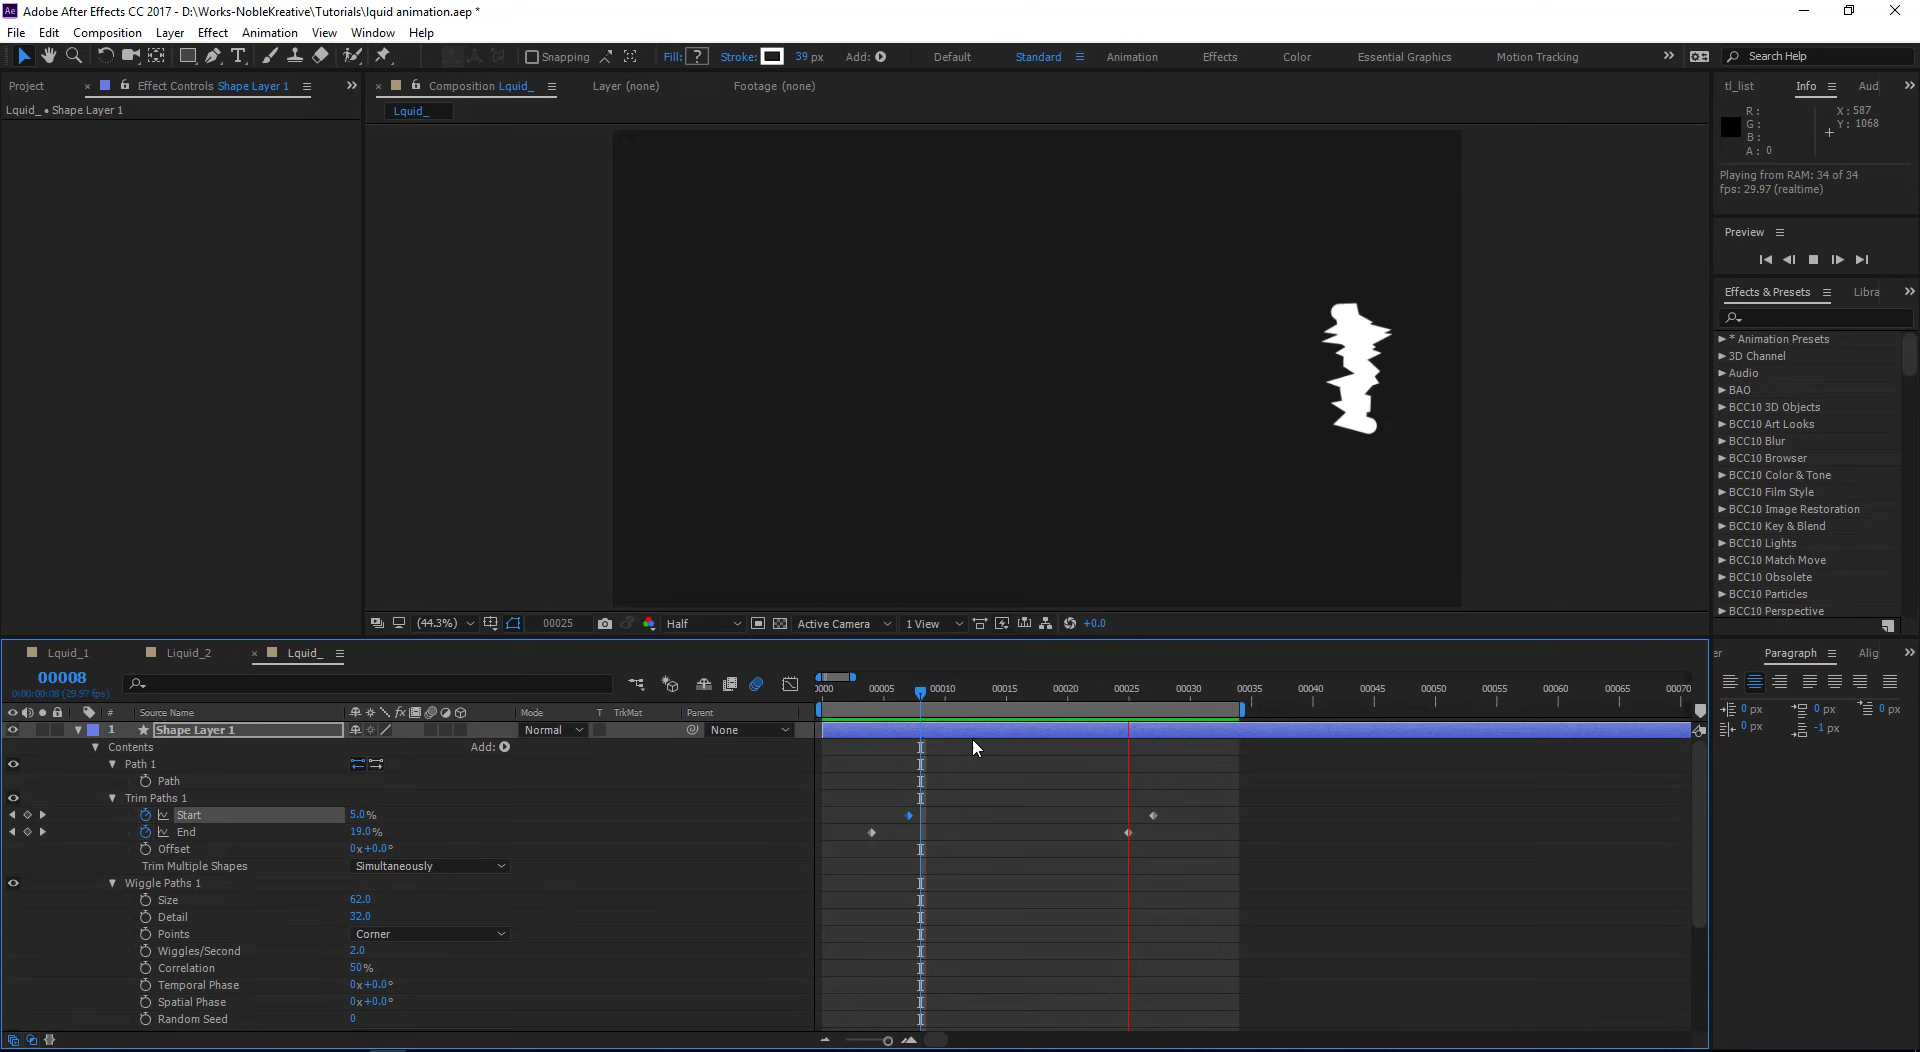 Ae Adobe After Effects CC 2017 - D:\Works-NobleKreative\Tutorials\lquid animation.aep *
File Edit Composition Layer Effect Animation View Window Help
Snapping Fill: ? Stroke: 39 px Add: Default Standard Animation Effects Color Essential Graphics Motion Tracking Search Help
Project Effect Controls Shape Layer 1 Composition Lquid_ Layer (none) Footage (none) tl_list Info Aud
Lquid_ • Shape Layer 1
Lquid_
R: X: 587
G: Y: 1068
B:
A: 0
Playing from RAM: 34 of 34
fps: 29.97 (realtime)
Preview
Effects & Presets Libra
* Animation Presets
3D Channel
Audio
BAO
BCC10 3D Objects
BCC10 Art Looks
BCC10 Blur
BCC10 Browser
BCC10 Color & Tone
BCC10 Film Style
BCC10 Image Restoration
BCC10 Key & Blend
BCC10 Lights
BCC10 Match Move
BCC10 Obsolete
BCC10 Particles
BCC10 Perspective
(44.3%) 00025 Half Active Camera 1 View +0.0
Lquid_1 Liquid_2 Lquid_ er Paragraph Alig
00008
0:00:00:08 (29.97 fps)
0000 00005 00010 00015 00020 00025 00030 00035 00040 00045 00050 00055 00060 00065 00070
# Source Name fx Mode T TrkMat Parent
0 px 0 px 0 px
0 px -1 px
1 Shape Layer 1 Normal None
Contents Add:
Path 1
Path
Trim Paths 1
Start 5.0%
End 19.0%
Offset 0x+0.0°
Trim Multiple Shapes Simultaneously
Wiggle Paths 1
Size 62.0
Detail 32.0
Points Corner
Wiggles/Second 2.0
Correlation 50%
Temporal Phase 0x+0.0°
Spatial Phase 0x+0.0°
Random Seed 0